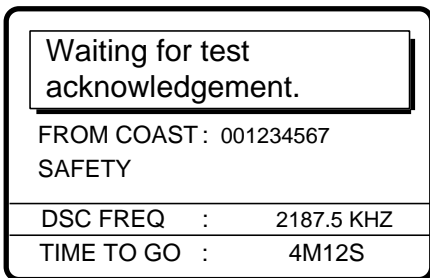 Waiting for test
acknowledgement.
FROM COAST : 001234567
SAFETY
DSC FREQ : 2187.5 KHZ
TIME TO GO : 4M12S